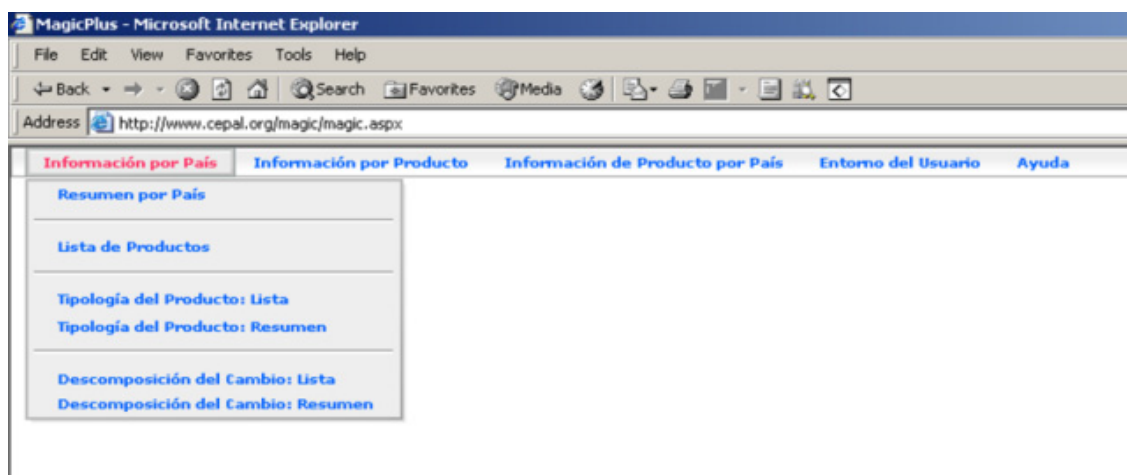 MagicPlus - Microsoft Internet Explorer
File Edit View Favorites Tools Help
Back Search Favorites Media
Address http://www.cepal.org/magic/magic.aspx
Información por País Información por Producto Información de Producto por País Entorno del Usuario Ayuda
Resumen por País
Lista de Productos
Tipología del Producto: Lista
Tipología del Producto: Resumen
Descomposición del Cambio: Lista
Descomposición del Cambio: Resumen